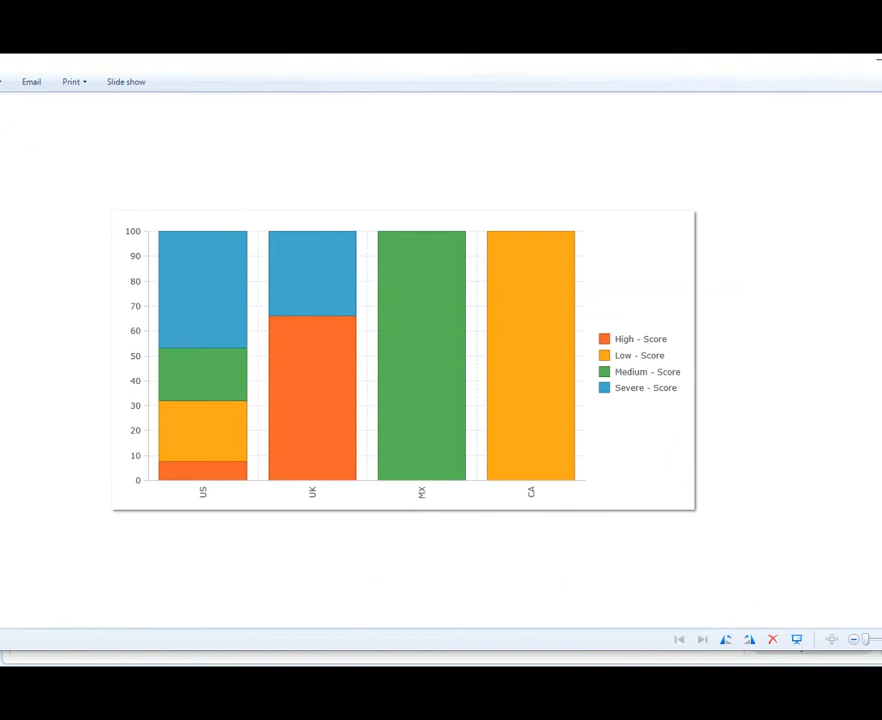 Email Print Slide show
100
90
80
70
60
50
40
30
20
10
0
US UK MX CA
High - Score
Low - Score
Medium - Score
Severe - Score